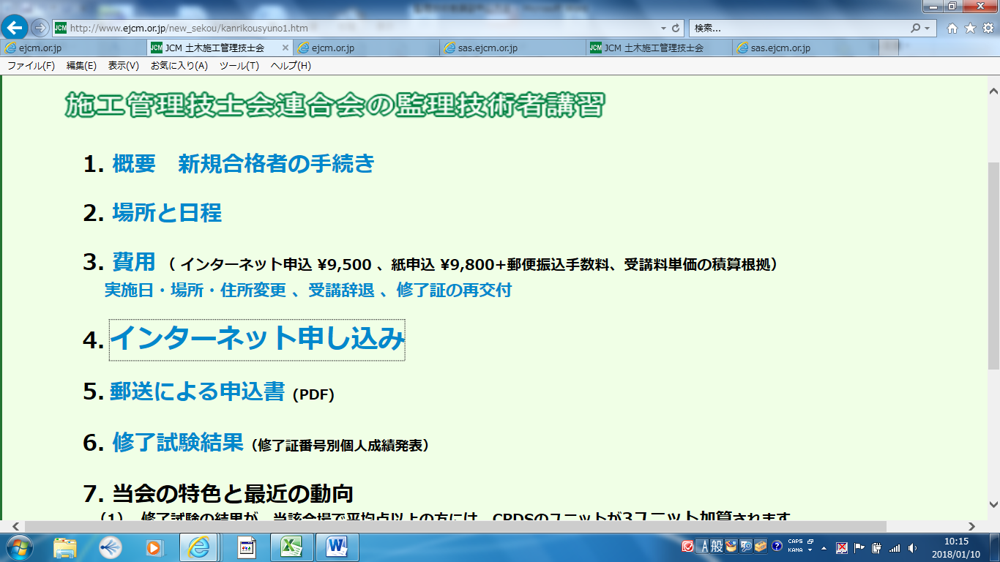 http://www.ejcm.or.jp/new_sekou/kanrikousyuno1.htm
検索...
ejcm.or.jp
JCM 土木施工管理技士会
ejcm.or.jp
sas.ejcm.or.jp
JCM 土木施工管理技士会
sas.ejcm.or.jp
ファイル(F) 編集(E) 表示(V) お気に入り(A) ツール(T) ヘルプ(H)
施工管理技士会連合会の監理技術者講習
1. 概要　新規合格者の手続き
2. 場所と日程
3. 費用 （ インターネット申込 ¥9,500 、紙申込 ¥9,800+郵便振込手数料、受講料単価の積算根拠）
実施日・場所・住所変更 、受講辞退 、修了証の再交付
4. インターネット申し込み
5. 郵送による申込書 (PDF)
6. 修了試験結果（修了証番号別個人成績発表）
7. 当会の特色と最近の動向
（1） 修了試験の結果が、当該会場で平均点以上の方には、CPDSのユニットが3ユニット加算されます
A 般
CAPS
KANA
10:15
2018/01/10